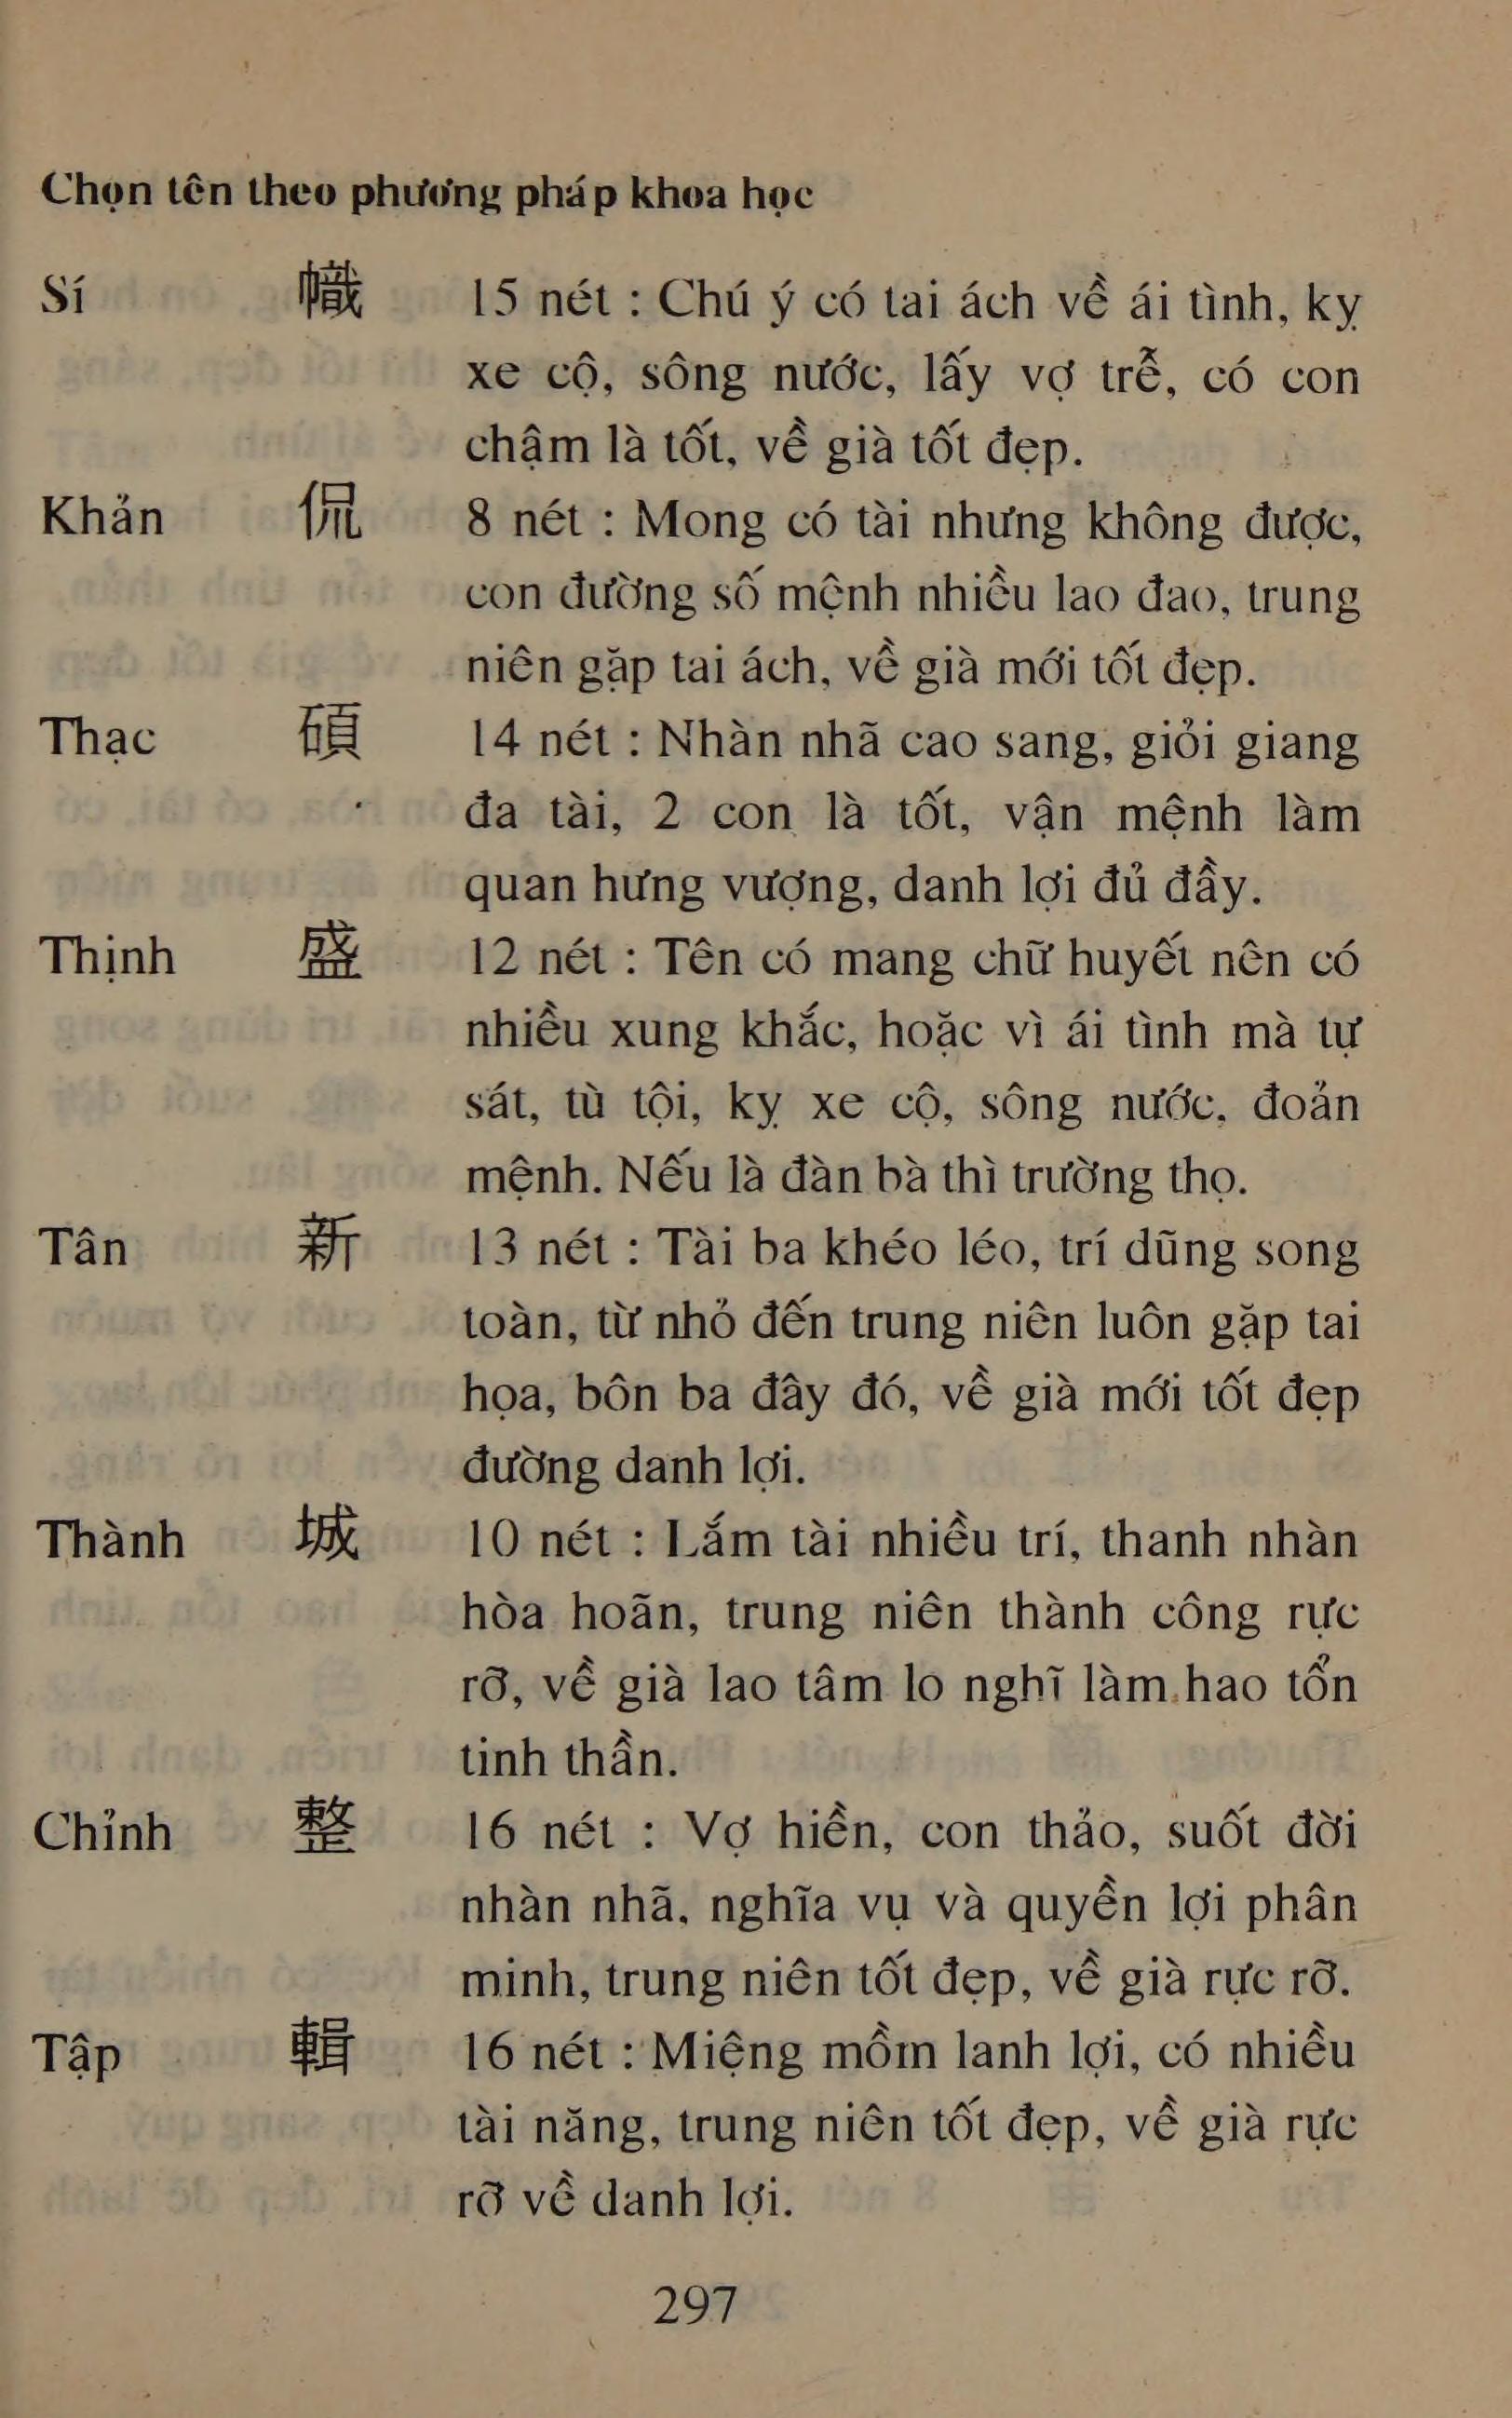 Chọn tên theo phương pháp khoa học
Sí 幟 15 nét : Chú ý có tai ách về ái tình, kỵ
xe cộ, sông nước, lấy vợ trễ, có con
chậm là tốt, về già tốt đẹp.
Khản 侃 8 nét : Mong có tài nhưng không được,
con đường số mệnh nhiều lao đao, trung
niên gặp tai ách, về già mới tốt đẹp.
Thạc 碩 14 nét : Nhàn nhã cao sang, giỏi giang
đa tài, 2 con là tốt, vận mệnh làm
quan hưng vượng, danh lợi đủ đầy.
Thịnh 盛 12 nét : Tên có mang chữ huyết nên có
nhiều xung khắc, hoặc vì ái tình mà tự
sát, tù tội, kỵ xe cộ, sông nước, đoản
mệnh. Nếu là đàn bà thì trường thọ.
Tân 新 13 nét : Tài ba khéo léo, trí dũng song
toàn, từ nhỏ đến trung niên luôn gặp tai
họa, bôn ba đây đó, về già mới tốt đẹp
đường danh lợi.
Thành 城 10 nét : Lắm tài nhiều trí, thanh nhàn
hòa hoãn, trung niên thành công rực
rỡ, về già lao tâm lo nghĩ làm hao tổn
tinh thần.
Chỉnh 整 16 nét : Vợ hiền, con thảo, suốt đời
nhàn nhã, nghĩa vụ và quyền lợi phân
minh, trung niên tốt đẹp, về già rực rỡ.
Tập 輯 16 nét : Miệng mồm lanh lợi, có nhiều
tài năng, trung niên tốt đẹp, về già rực
rỡ về danh lợi.
297